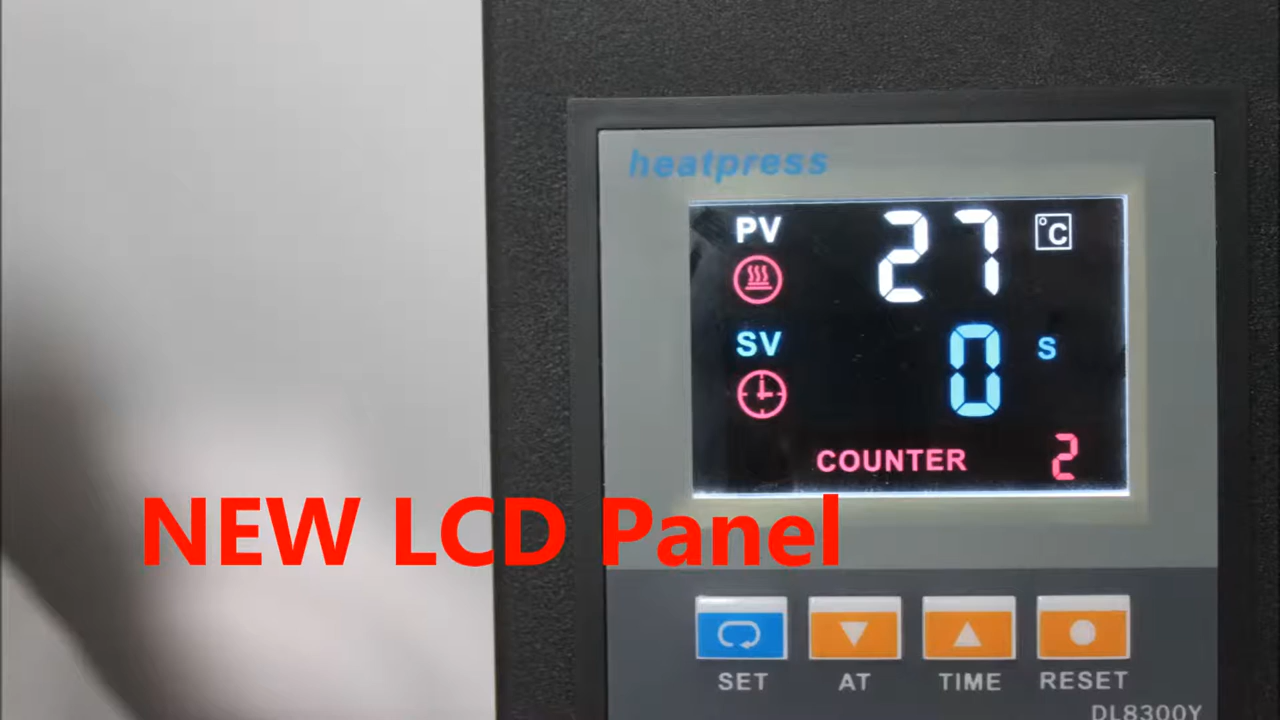 heatpress
PV 27 °C
SV 0 S
COUNTER 2
NEW LCD Panel
SET AT TIME RESET
DL8300Y